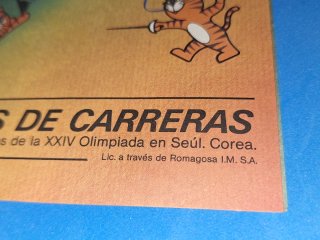 DE CARRERAS
de la XXIV Olimpiada en Seúl. Corea.
Lic. a través de Romagosa I.M. S.A.